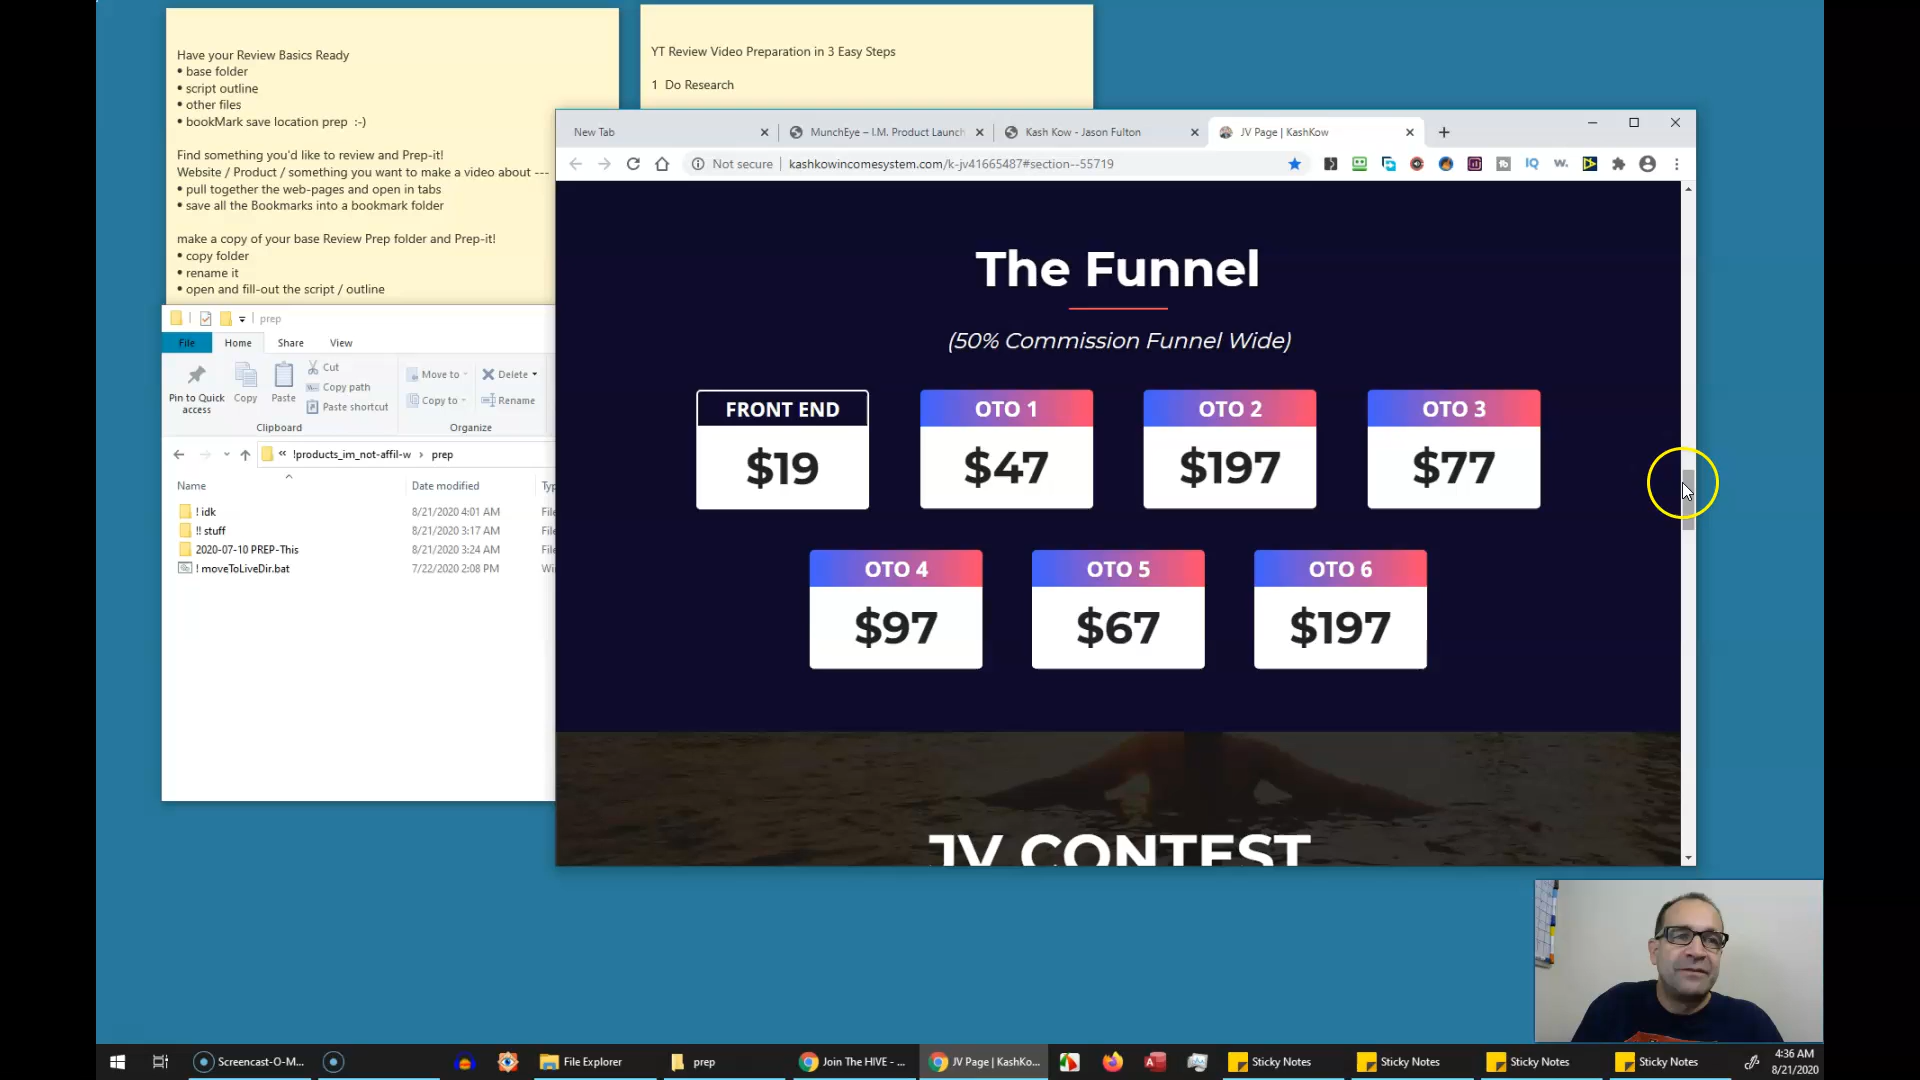 Have your Review Basics Ready
• base folder
• script outline
• other files
• bookMark save location prep :-)
Find something you'd like to review and Prep-it!
Website / Product / something you want to make a video about ---
• pull together the web-pages and open in tabs
• save all the Bookmarks into a bookmark folder
make a copy of your base Review Prep folder and Prep-it!
• copy folder
• rename it
• open and fill-out the script / outline
YT Review Video Preparation in 3 Easy Steps
1 Do Research
New Tab
MunchEye – I.M. Product Launch
Kash Kow - Jason Fulton
JV Page | KashKow
Not secure
kashkowincomesystem.com/k-jv41665487#section--55719
The Funnel
(50% Commission Funnel Wide)
FRONT END
$19
OTO 1
$47
OTO 2
$197
OTO 3
$77
OTO 4
$97
OTO 5
$67
OTO 6
$197
JV CONTEST
prep
File
Home
Share
View
Pin to Quick access
Copy
Paste
Cut
Copy path
Paste shortcut
Clipboard
Move to
Copy to
Delete
Rename
Organize
« !products_im_not-affil-w › prep
Name
Date modified
Typ
! idk
8/21/2020 4:01 AM
File
!! stuff
8/21/2020 3:17 AM
File
2020-07-10 PREP-This
8/21/2020 3:24 AM
File
! moveToLiveDir.bat
7/22/2020 2:08 PM
Wi
Screencast-O-M...
File Explorer
prep
Join The HIVE - ...
JV Page | KashKo...
Sticky Notes
Sticky Notes
Sticky Notes
Sticky Notes
4:36 AM
8/21/2020